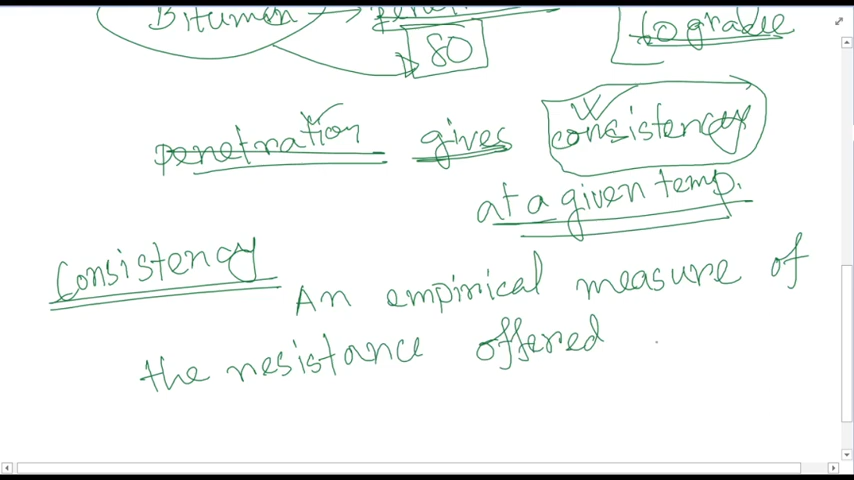 Bitumen
80
to grade
penetration gives consistency
at a given temp.
Consistency
An empirical measure of
the resistance offered